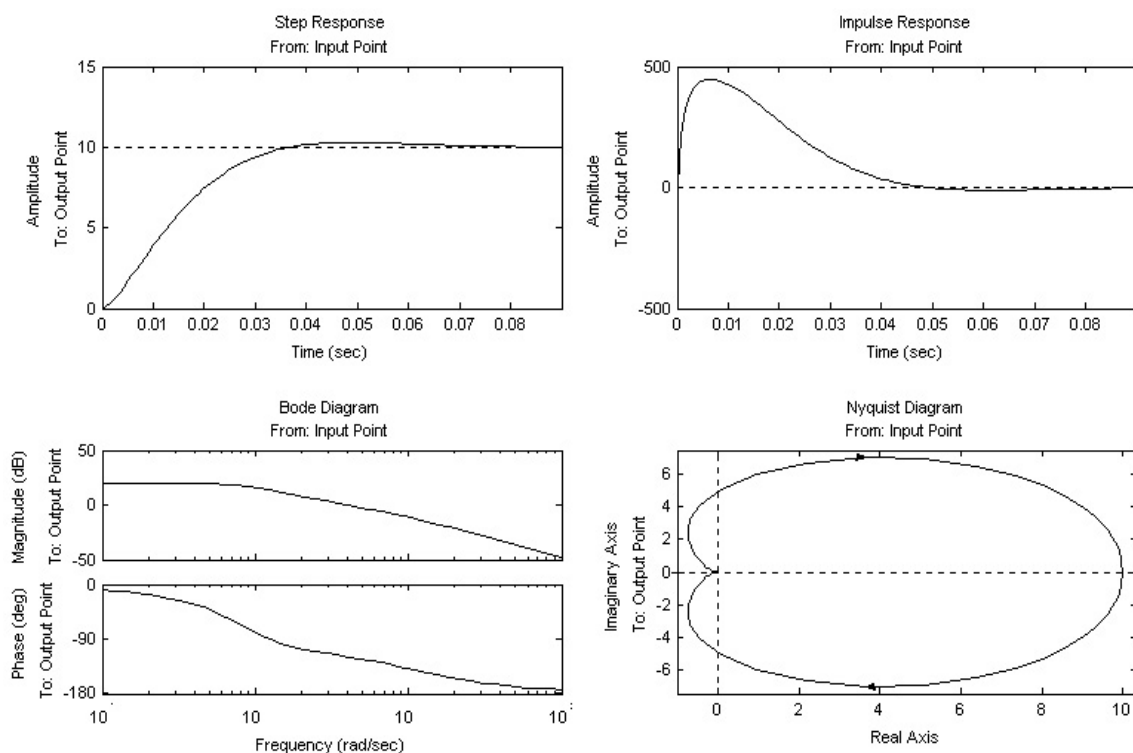 Step Response
From: Input Point
15
10
5
0
Amplitude
To: Output Point
0 0.01 0.02 0.03 0.04 0.05 0.06 0.07 0.08
Time (sec)
Impulse Response
From: Input Point
500
0
-500
Amplitude
To: Output Point
0 0.01 0.02 0.03 0.04 0.05 0.06 0.07 0.08
Time (sec)
Bode Diagram
From: Input Point
50
0
-50
Magnitude (dB)
To: Output Point
0
-90
-180
Phase (deg)
To: Output Point
10 10 10 10
Frequency (rad/sec)
Nyquist Diagram
From: Input Point
6
4
2
0
-2
-4
-6
Imaginary Axis
To: Output Point
0 2 4 6 8 10
Real Axis